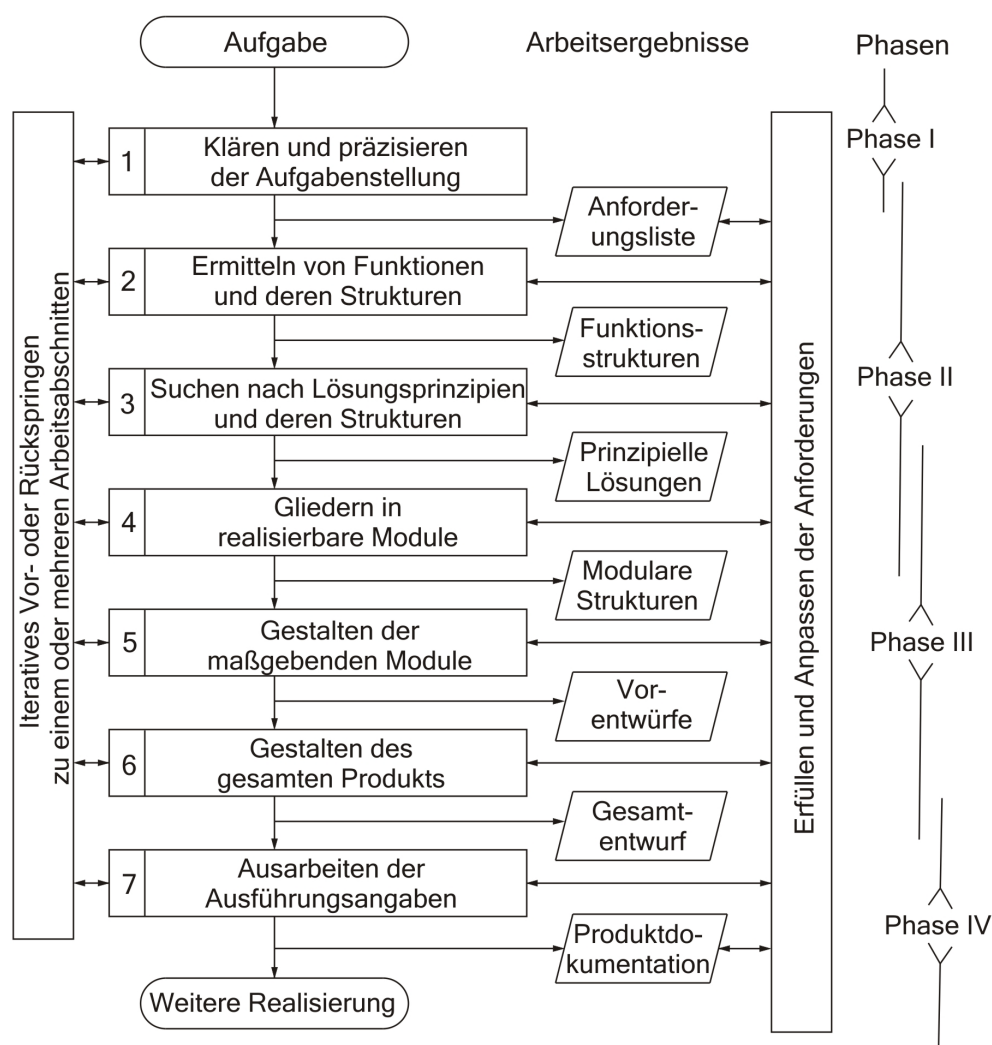 Aufgabe
Arbeitsergebnisse
Phasen
Iteratives Vor- oder Rückspringen
zu einem oder mehreren Arbeitsabschnitten
1
Klären und präzisieren
der Aufgabenstellung
Anforder-
ungsliste
2
Ermitteln von Funktionen
und deren Strukturen
Funktions-
strukturen
3
Suchen nach Lösungsprinzipien
und deren Strukturen
Prinzipielle
Lösungen
4
Gliedern in
realisierbare Module
Modulare
Strukturen
5
Gestalten der
maßgebenden Module
Vor-
entwürfe
6
Gestalten des
gesamten Produkts
Gesamt-
entwurf
7
Ausarbeiten der
Ausführungsangaben
Produktdo-
kumentation
Weitere Realisierung
Erfüllen und Anpassen der Anforderungen
Phase I
Phase II
Phase III
Phase IV